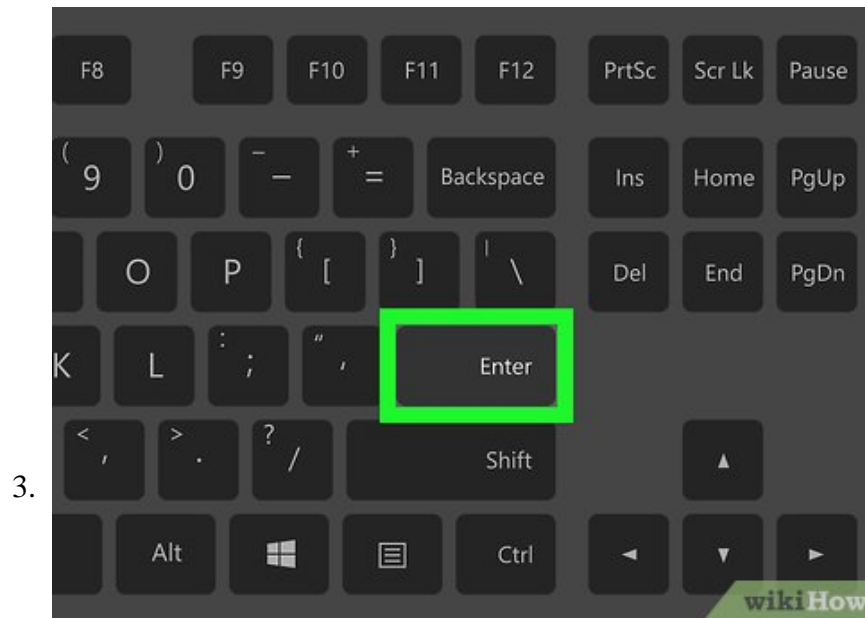 F8 F9 F10 F11 F12 PrtSc Scr Lk Pause
( 9 ) 0 _ - + = Backspace Ins Home PgUp
O P { [ } ] | \ Del End PgDn
K L : ; " ' Enter
< , > . ? / Shift ▲
3.
Alt Ctrl ◄ ▼ ►
wikiHow